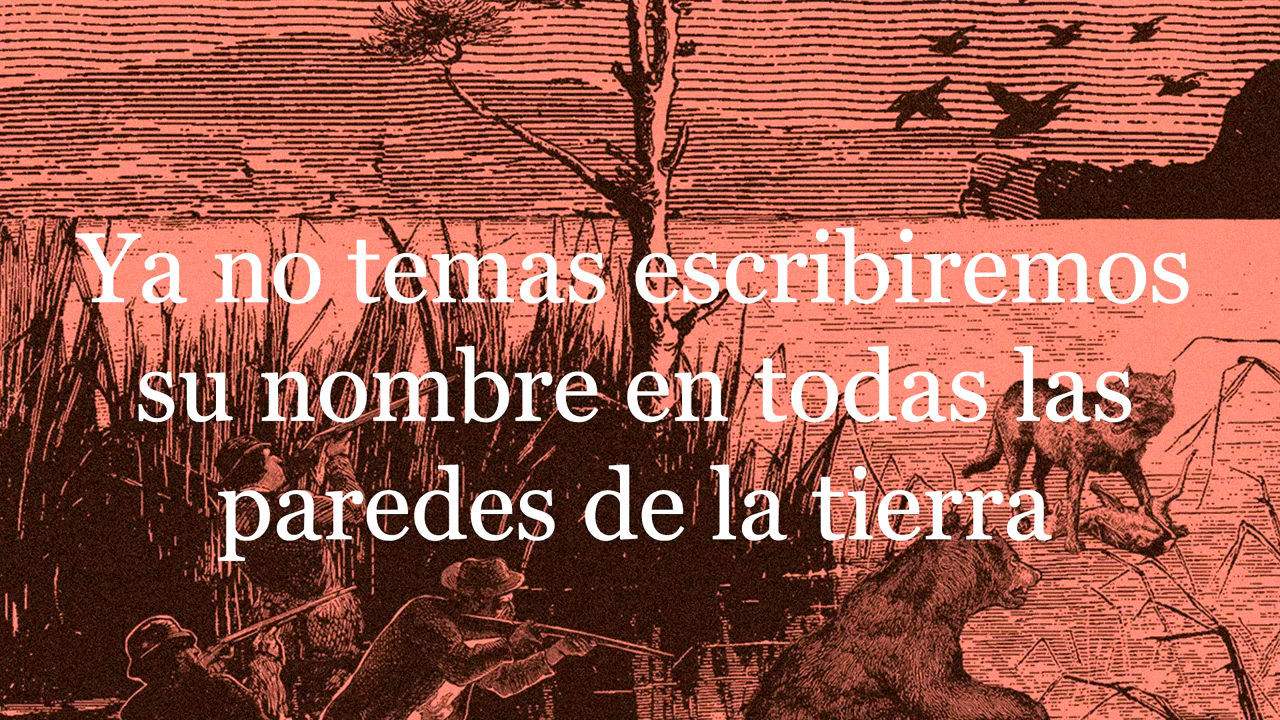 Ya no temas escribiremos
su nombre en todas las
paredes de la tierra